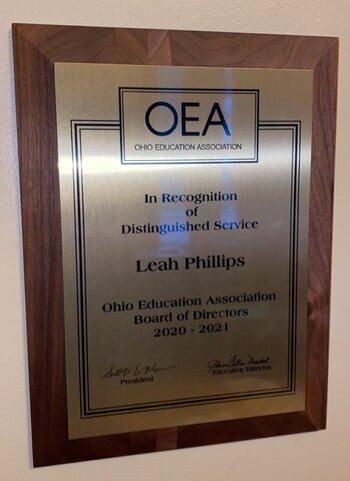 OEA
OHIO EDUCATION ASSOCIATION
In Recognition
of
Distinguished Service
Leah Phillips
Ohio Education Association
Board of Directors
2020 - 2021
President
Executive Director